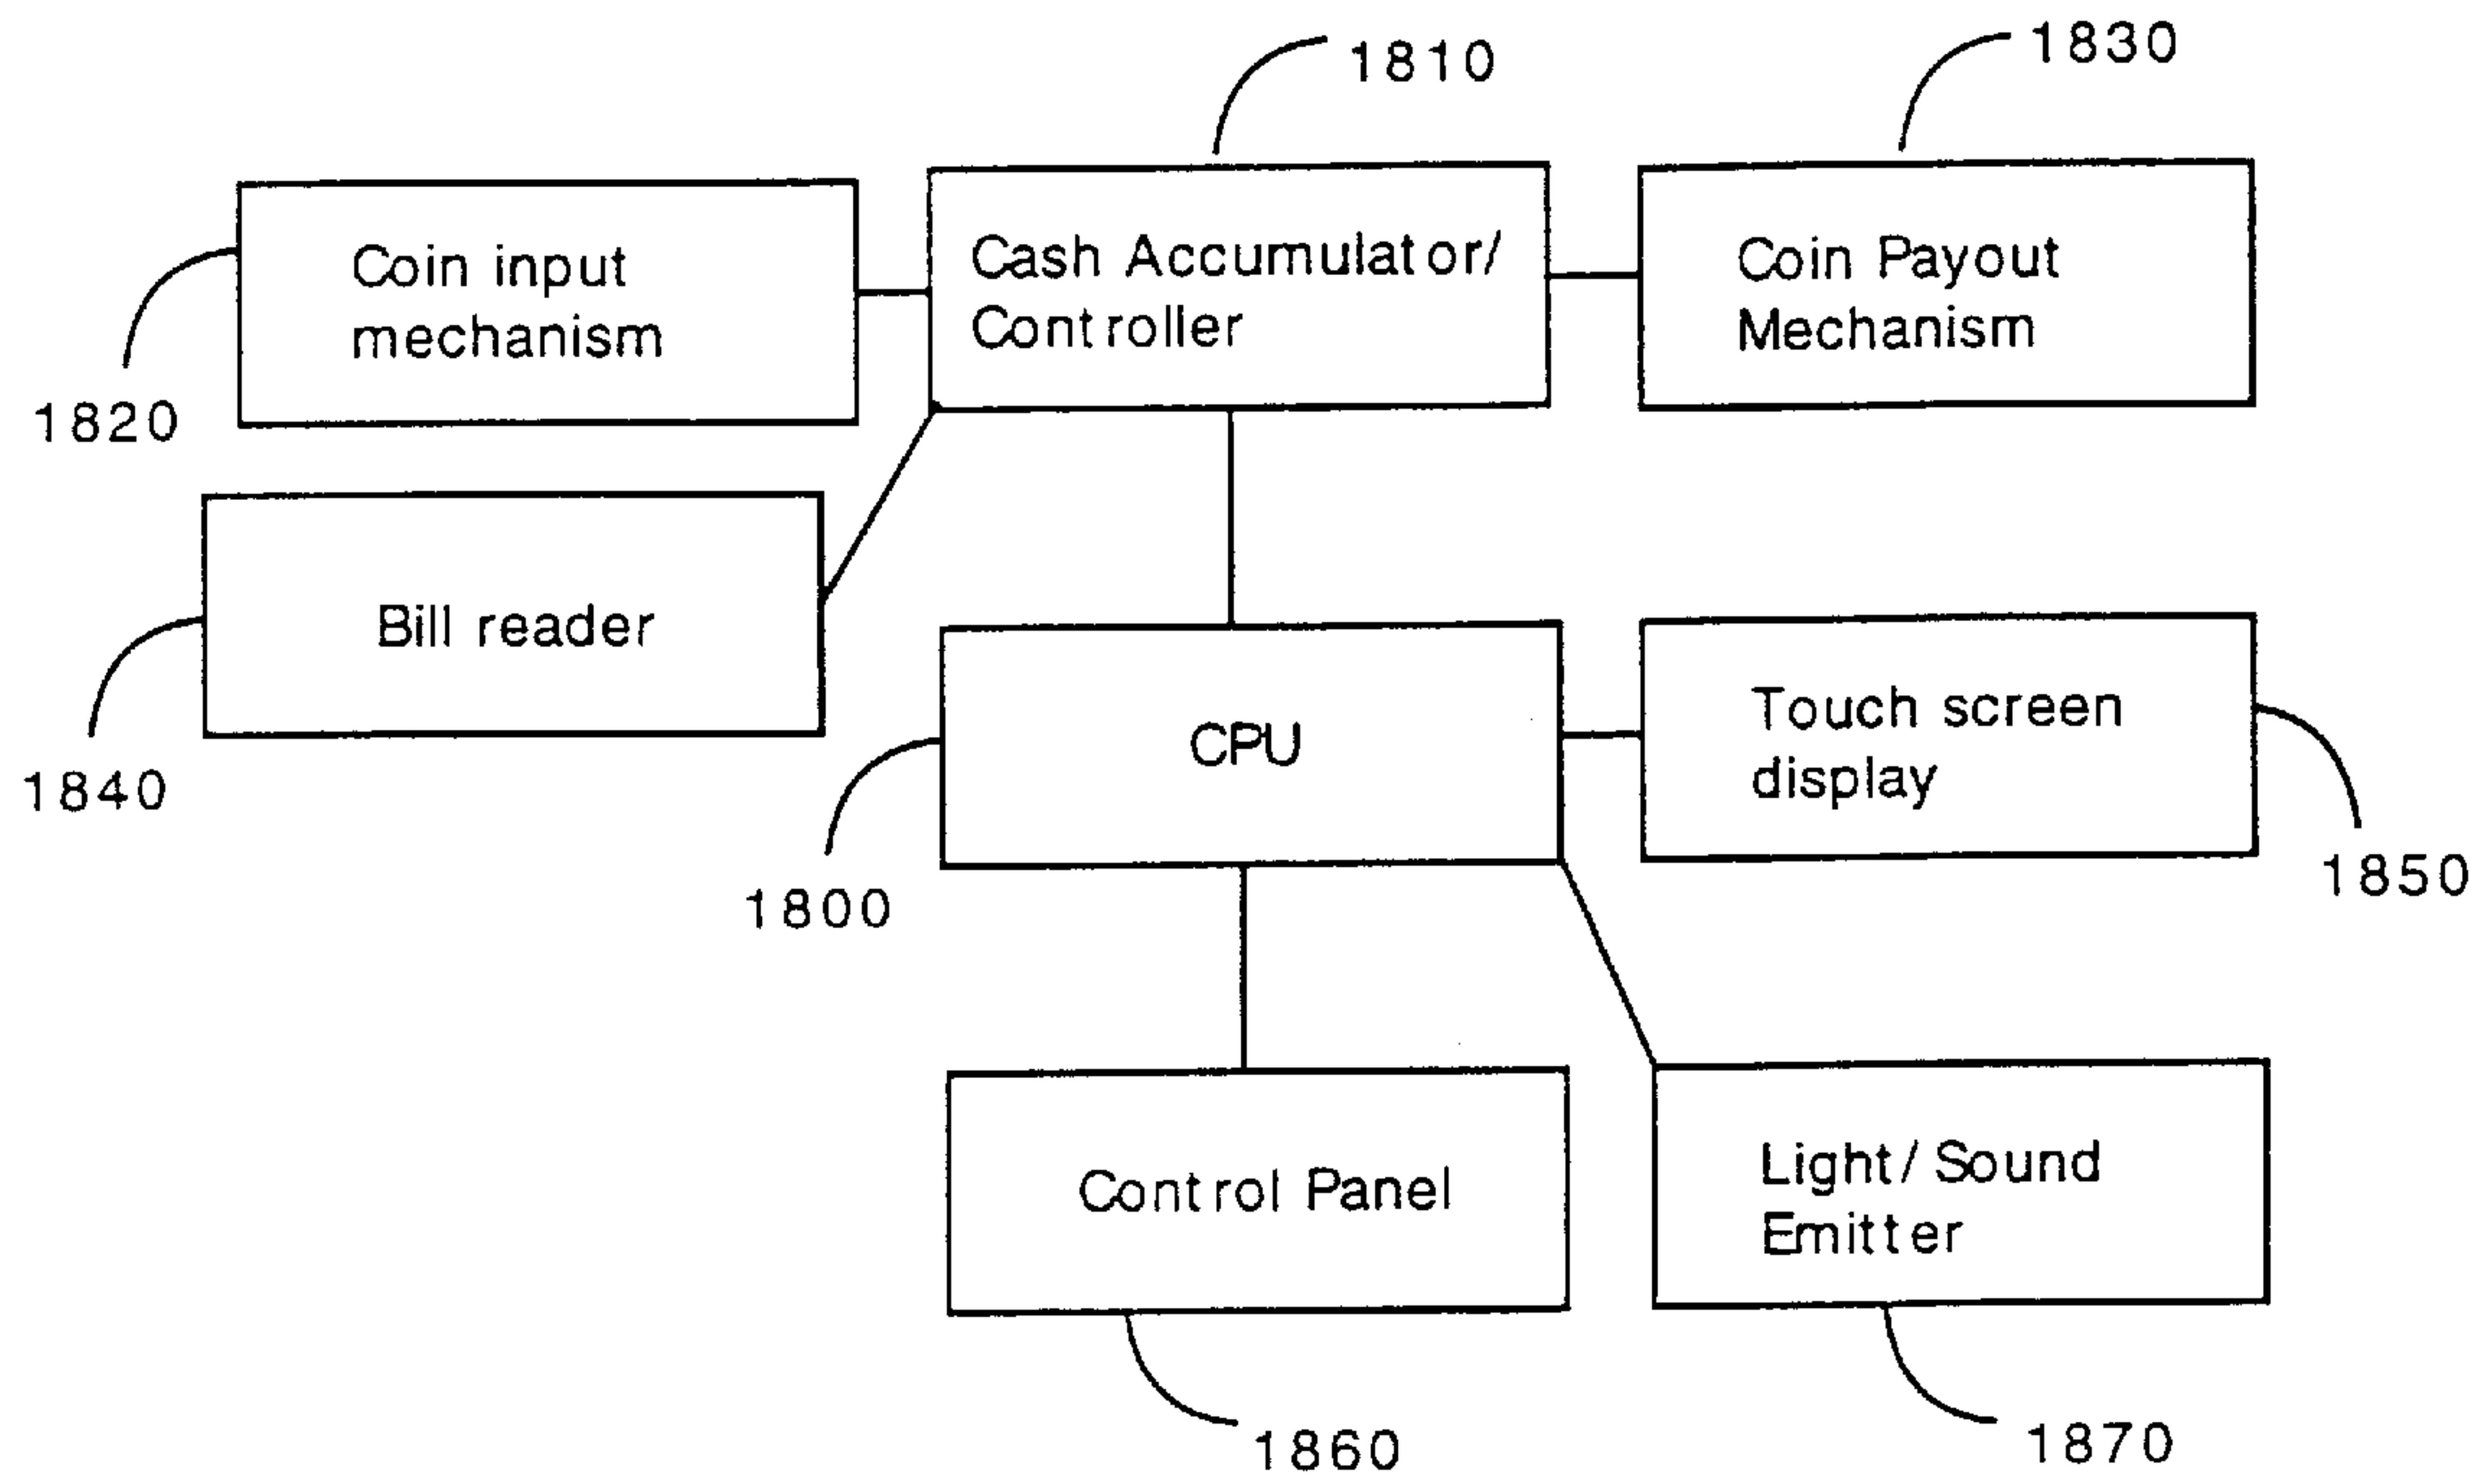 1810
1830
Coin input
mechanism
Cash Accumulator/
Controller
Coin Payout
Mechanism
1820
Bill reader
1840
CPU
Touch screen
display
1800
1850
Control Panel
Light/Sound
Emitter
1860
1870